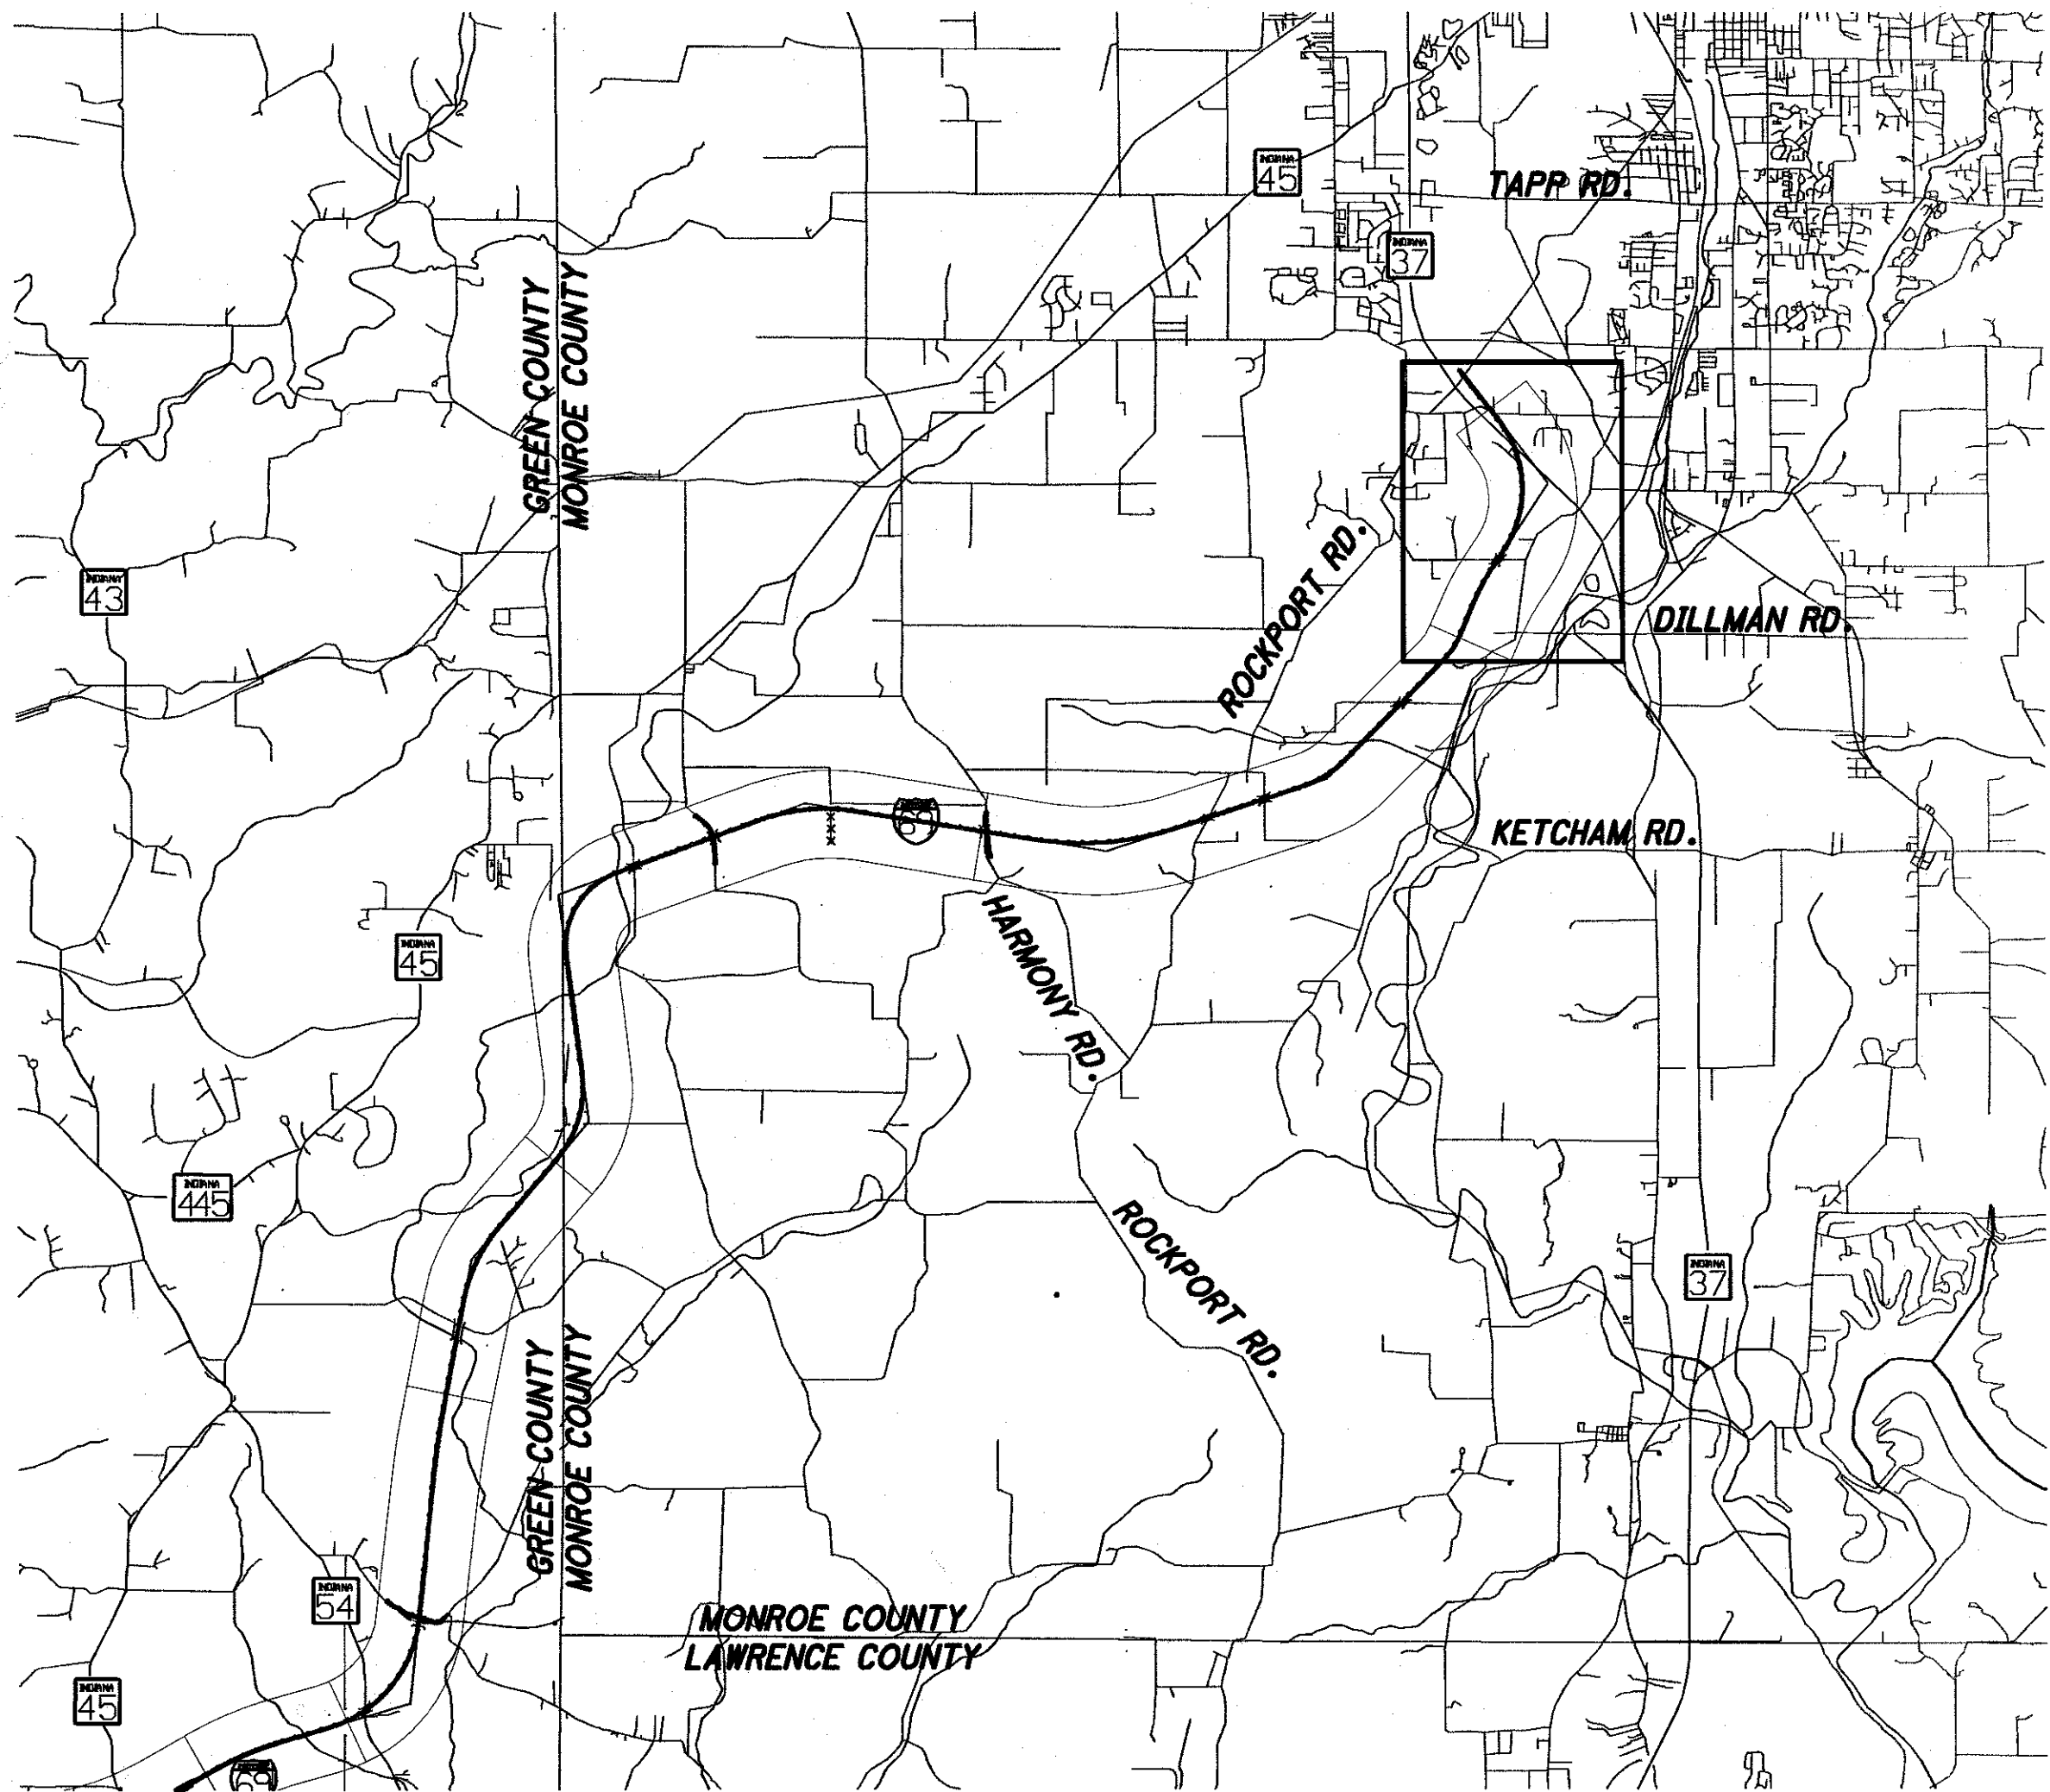 INDIANA
45
TAPP RD.
INDIANA
37
GREEN COUNTY
MONROE COUNTY
INDIANA
43
ROCKPORT RD.
DILLMAN RD.
69
KETCHAM RD.
HARMONY RD.
INDIANA
45
INDIANA
445
ROCKPORT RD.
INDIANA
37
GREEN COUNTY
MONROE COUNTY
INDIANA
54
MONROE COUNTY
LAWRENCE COUNTY
INDIANA
45
69